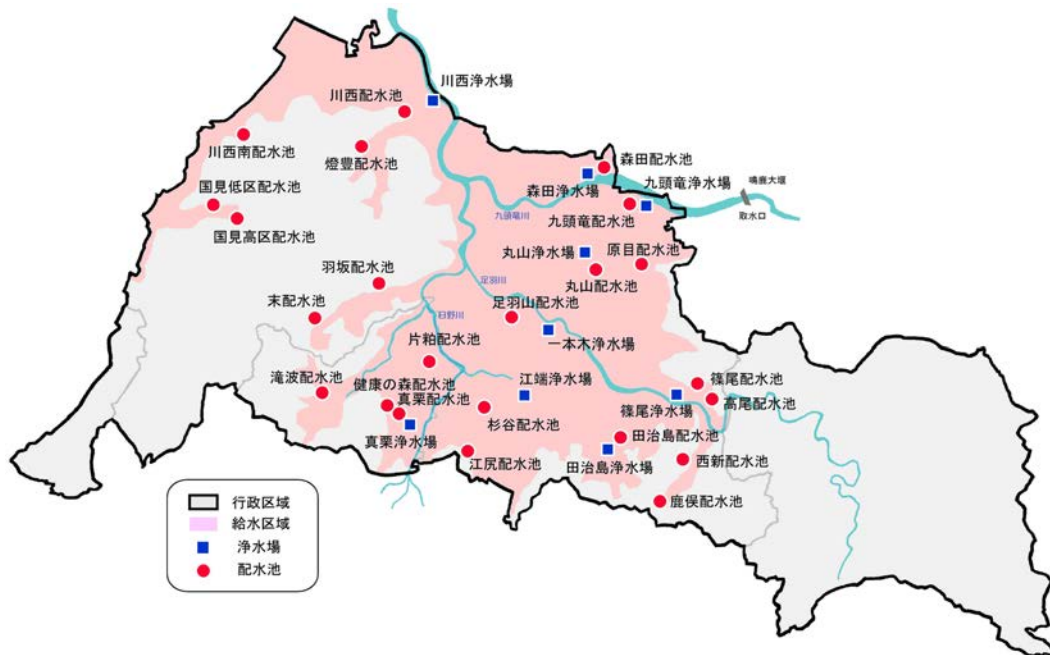 川西浄水場
川西配水池
川西南配水池
燈豊配水池
森田配水池
国見低区配水池
森田浄水場
九頭竜浄水場
鳴鹿大堰
九頭竜川
九頭竜配水池
取水口
国見高区配水池
丸山浄水場
原目配水池
羽坂配水池
足羽川
丸山配水池
末配水池
足羽山配水池
日野川
片粕配水池
一本木浄水場
滝波配水池
健康の森配水池
江端浄水場
篠尾配水池
真栗配水池
高尾配水池
杉谷配水池
篠尾浄水場
真栗浄水場
田治島配水池
江尻配水池
田治島浄水場
西新配水池
鹿俣配水池
行政区域
給水区域
浄水場
配水池